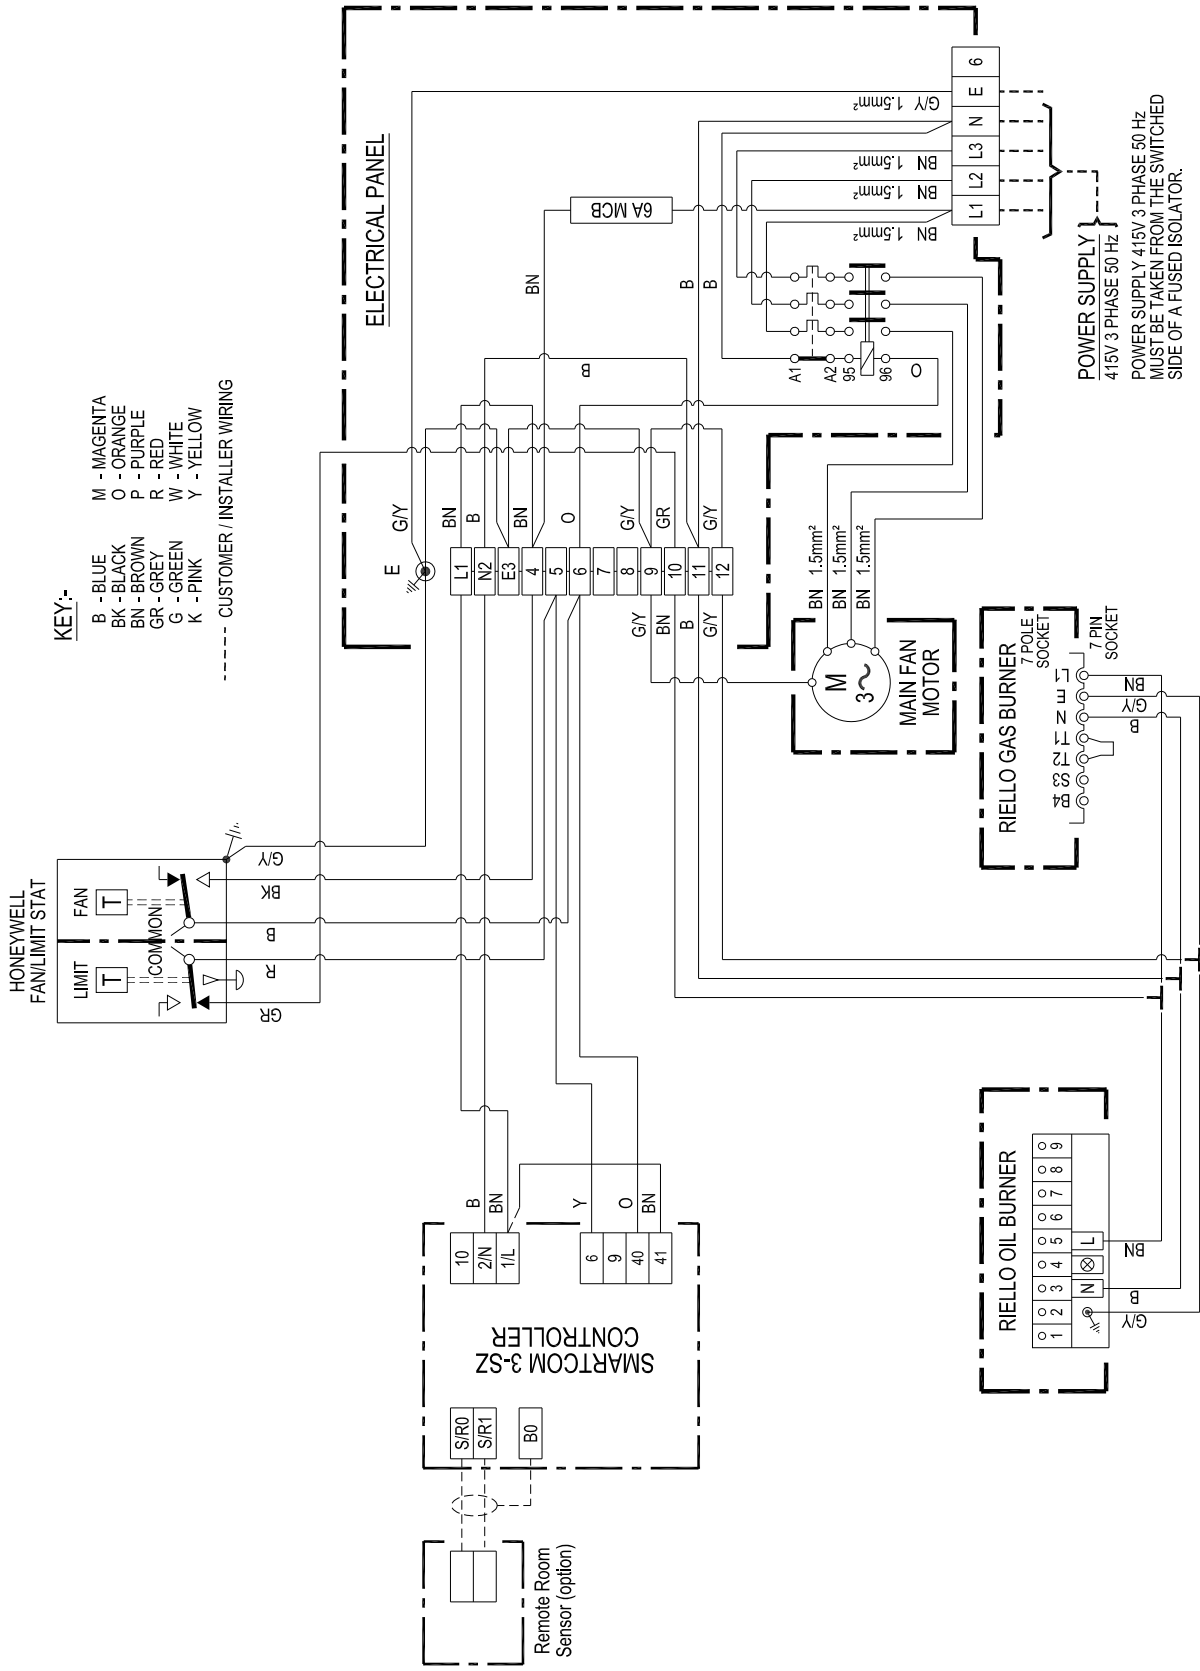 KEY:-
B - BLUE
BK - BLACK
BN - BROWN
GR - GREY
G - GREEN
K - PINK
M - MAGENTA
O - ORANGE
P - PURPLE
R - RED
W - WHITE
Y - YELLOW
CUSTOMER / INSTALLER WIRING
HONEYWELL
FAN/LIMIT STAT
LIMIT
T
FAN
T
COMMON
GR
R
B
BK
G/Y
ELECTRICAL PANEL
E
G/Y
BN
B
BN
O
G/Y
GR
G/Y
L1
N2
E3
4
5
6
7
8
9
10
11
12
G/Y
BN
B
G/Y
BN
B
B
B
6A MCB
A1
A2
95
96
O
BN 1.5mm²
BN 1.5mm²
BN 1.5mm²
G/Y 1.5mm²
L1
L2
L3
N
E
6
POWER SUPPLY
415V 3 PHASE 50 Hz
POWER SUPPLY 415V 3 PHASE 50 Hz
MUST BE TAKEN FROM THE SWITCHED
SIDE OF A FUSED ISOLATOR.
BN 1.5mm²
BN 1.5mm²
BN 1.5mm²
M
3~
MAIN FAN
MOTOR
RIELLO GAS BURNER
7 POLE
SOCKET
7 PIN
SOCKET
B4
S3
T2
T1
N
E
L1
B
G/Y
BN
RIELLO OIL BURNER
1
2
3
4
5
6
7
8
9
N
L
G/Y
B
BN
SMARTCOM 3-SZ
CONTROLLER
10
2/N
1/L
B
BN
6
9
40
41
Y
O
BN
S/R0
S/R1
B0
Remote Room
Sensor (option)